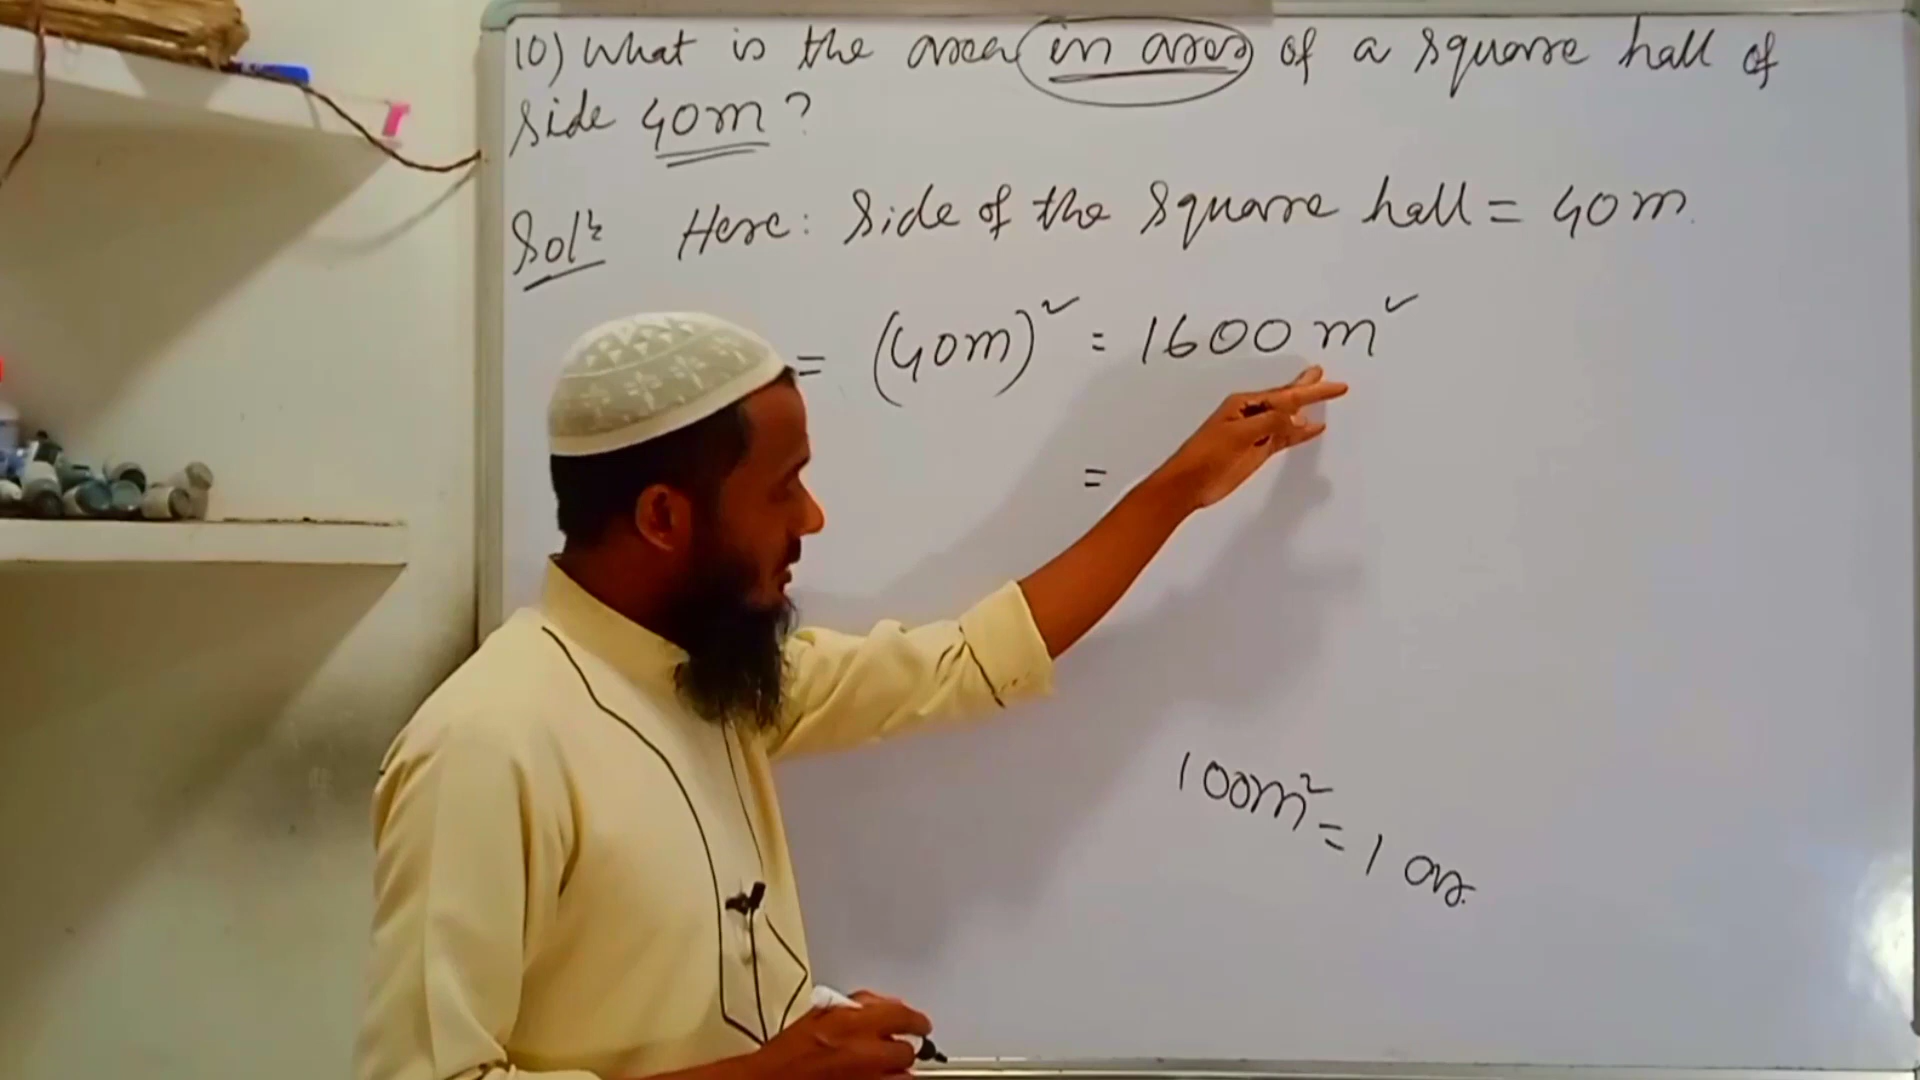 10) What is the area in ares of a square hall of
side 40m?
Solⁿ Here: Side of the square hall = 40m.
= (40m)² = 1600 m²
=
100m² = 1 ar.